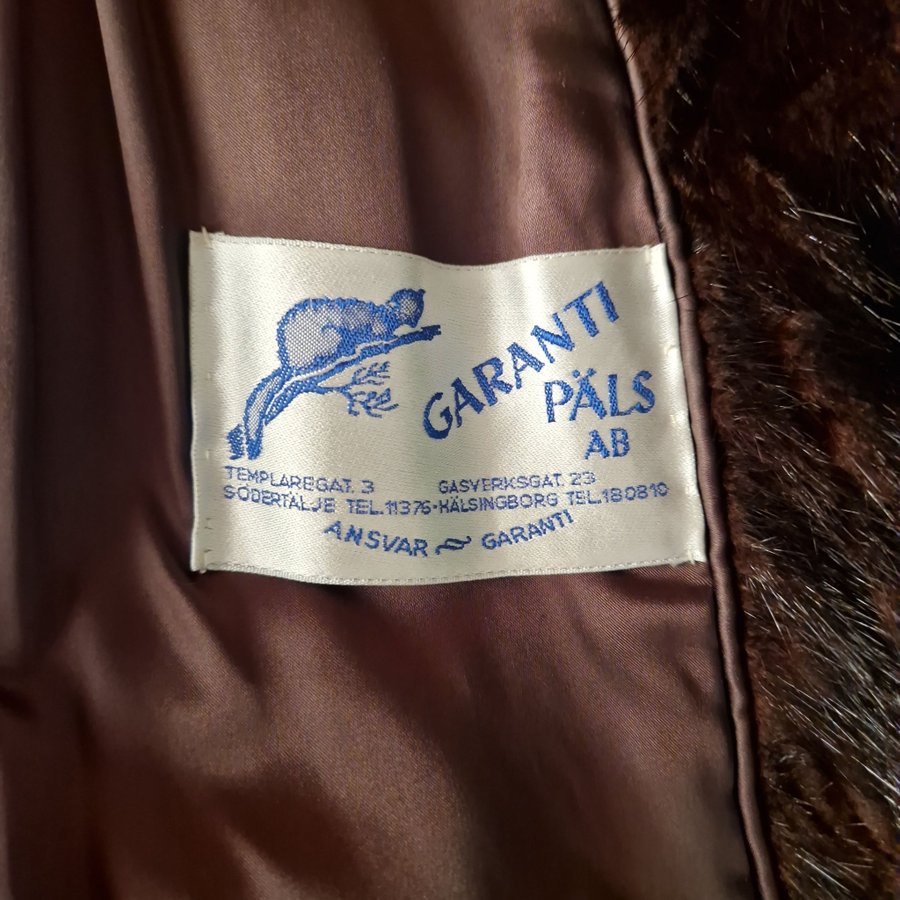 GARANTI
PÄLS
AB
TEMPLAREGAT. 3 GASVERKSGAT. 23
SÖDERTÄLJE TEL.11376-HÄLSINGBORG TEL.180810
ANSVAR ~ GARANTI